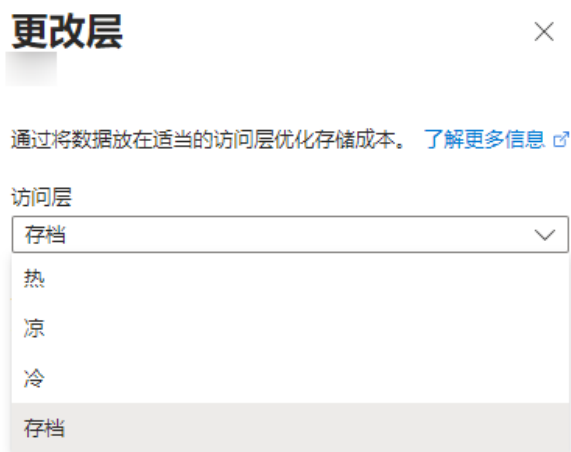 更改层
通过将数据放在适当的访问层优化存储成本。 了解更多信息
访问层
存档
热
凉
冷
存档